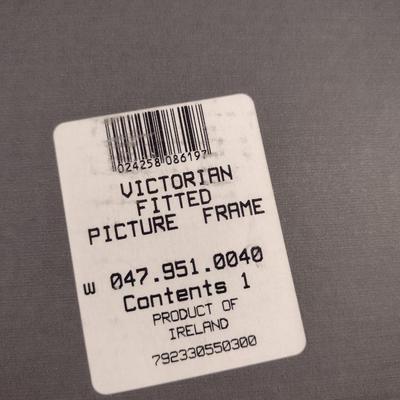 024258 086197
VICTORIAN
FITTED
PICTURE FRAME
W 047.951.0040
Contents 1
PRODUCT OF
IRELAND
792330550300